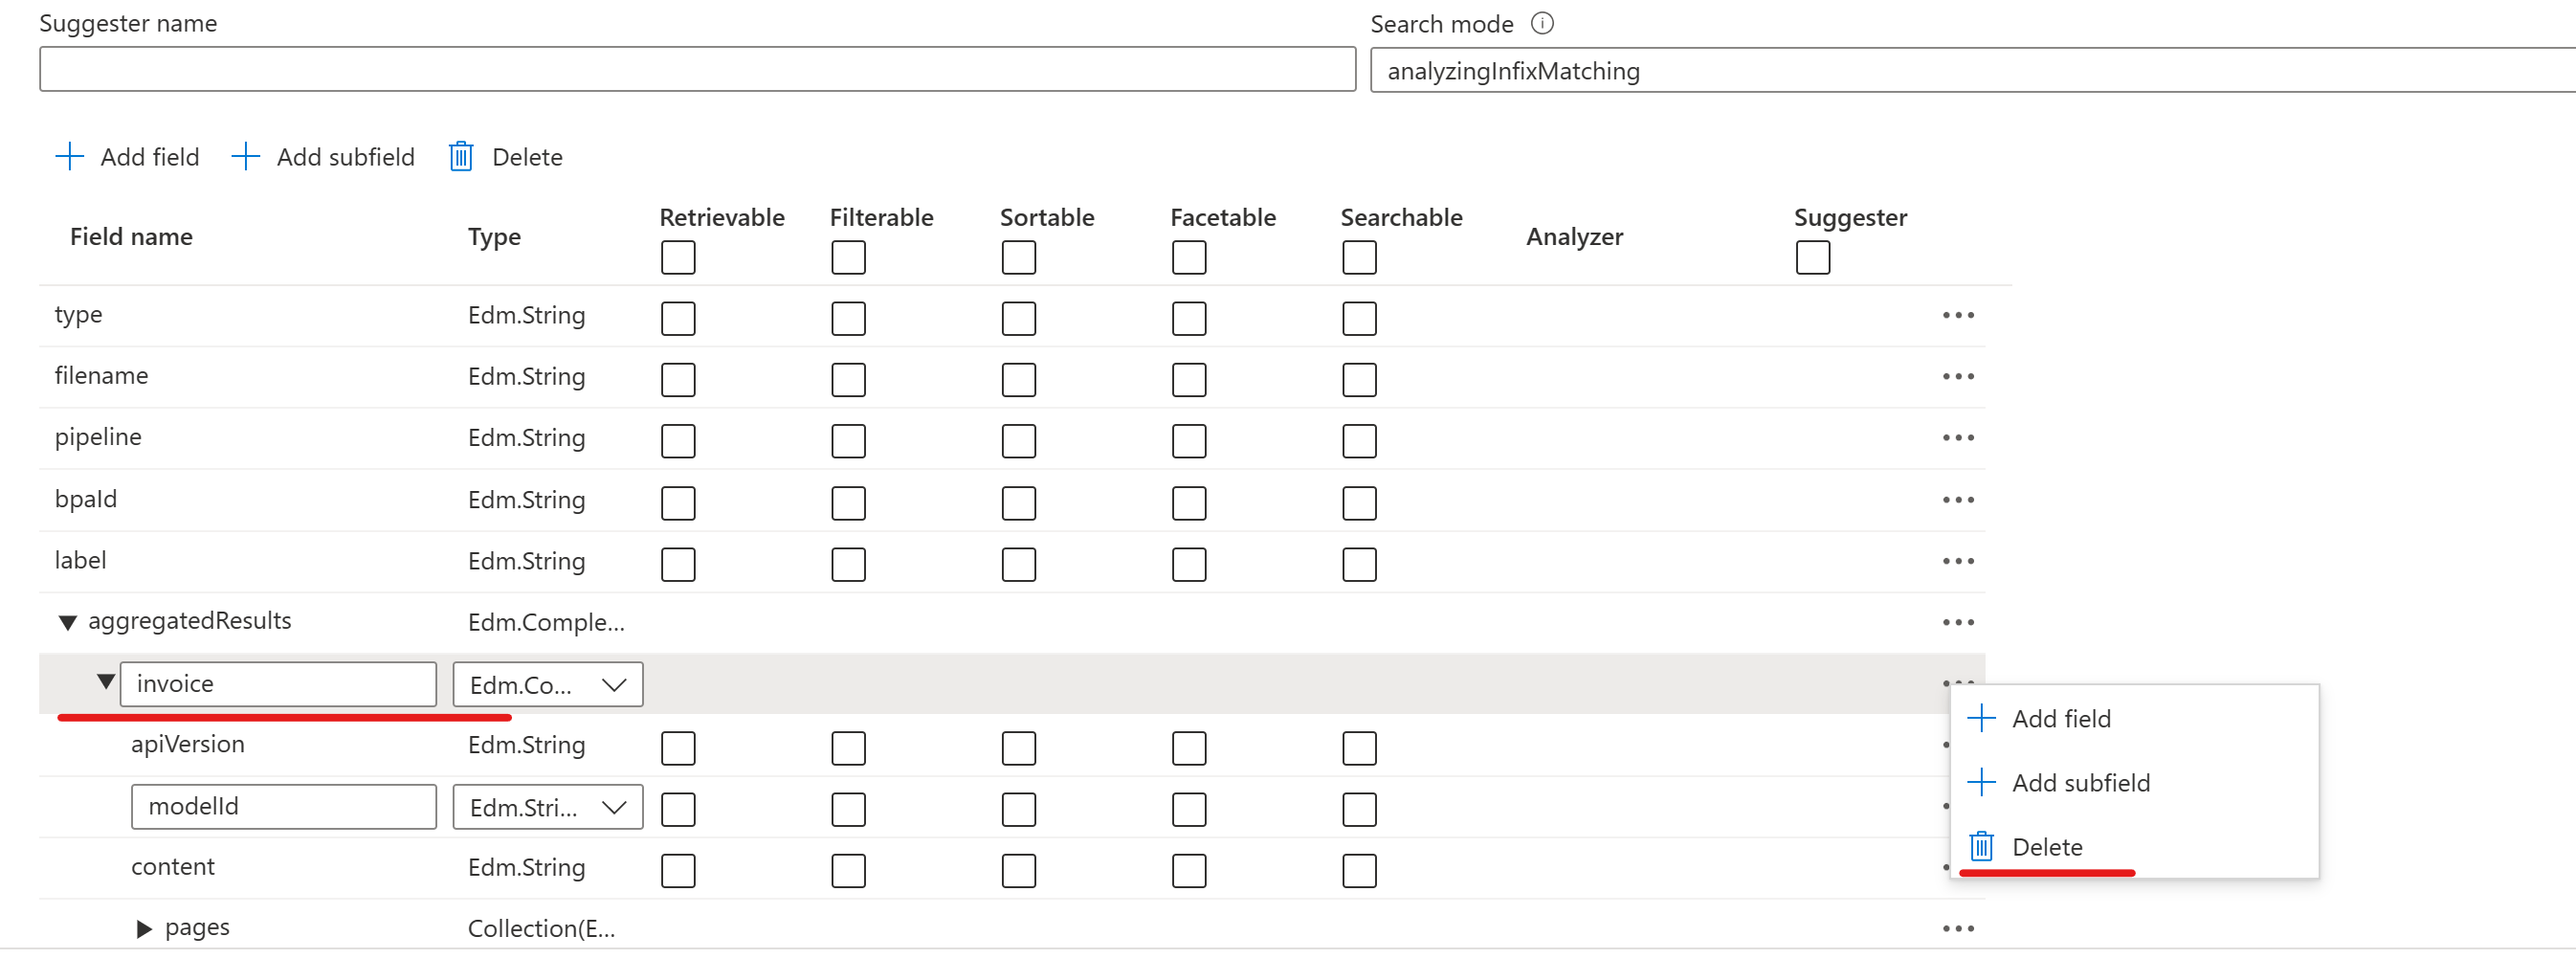 Suggester name
Search mode
analyzingInfixMatching
Add field Add subfield Delete
Field name Type Retrievable Filterable Sortable Facetable Searchable Analyzer Suggester
type Edm.String
filename Edm.String
pipeline Edm.String
bpaId Edm.String
label Edm.String
aggregatedResults Edm.Comple...
invoice Edm.Co...
apiVersion Edm.String
modelId Edm.Stri...
content Edm.String
pages Collection(E...
Add field
Add subfield
Delete